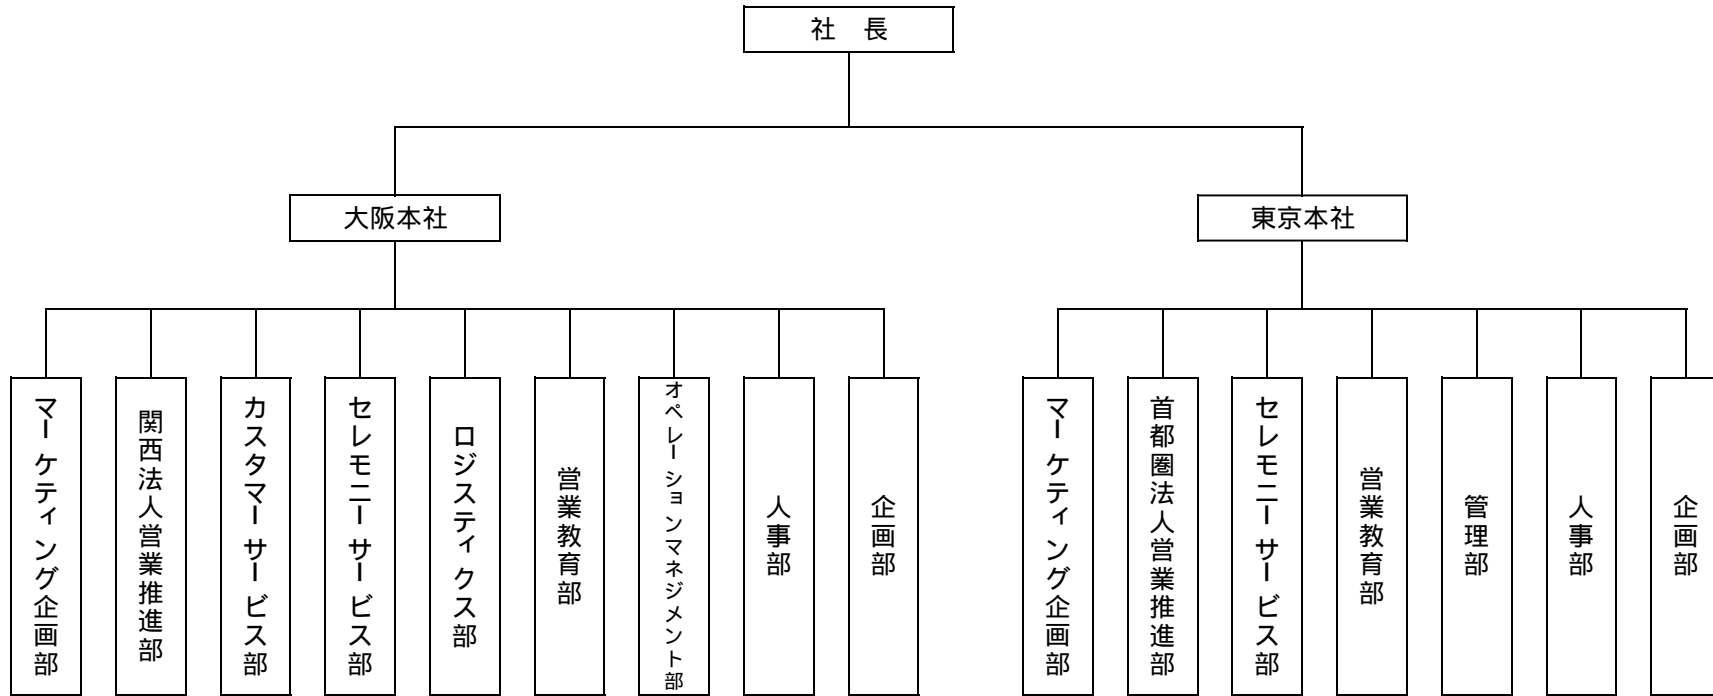 社　長
大阪本社
東京本社
マーケティング企画部
関西法人営業推進部
カスタマーサービス部
セレモニーサービス部
ロジスティクス部
営業教育部
オペレーションマネジメント部
人事部
企画部
マーケティング企画部
首都圏法人営業推進部
セレモニーサービス部
営業教育部
管理部
人事部
企画部